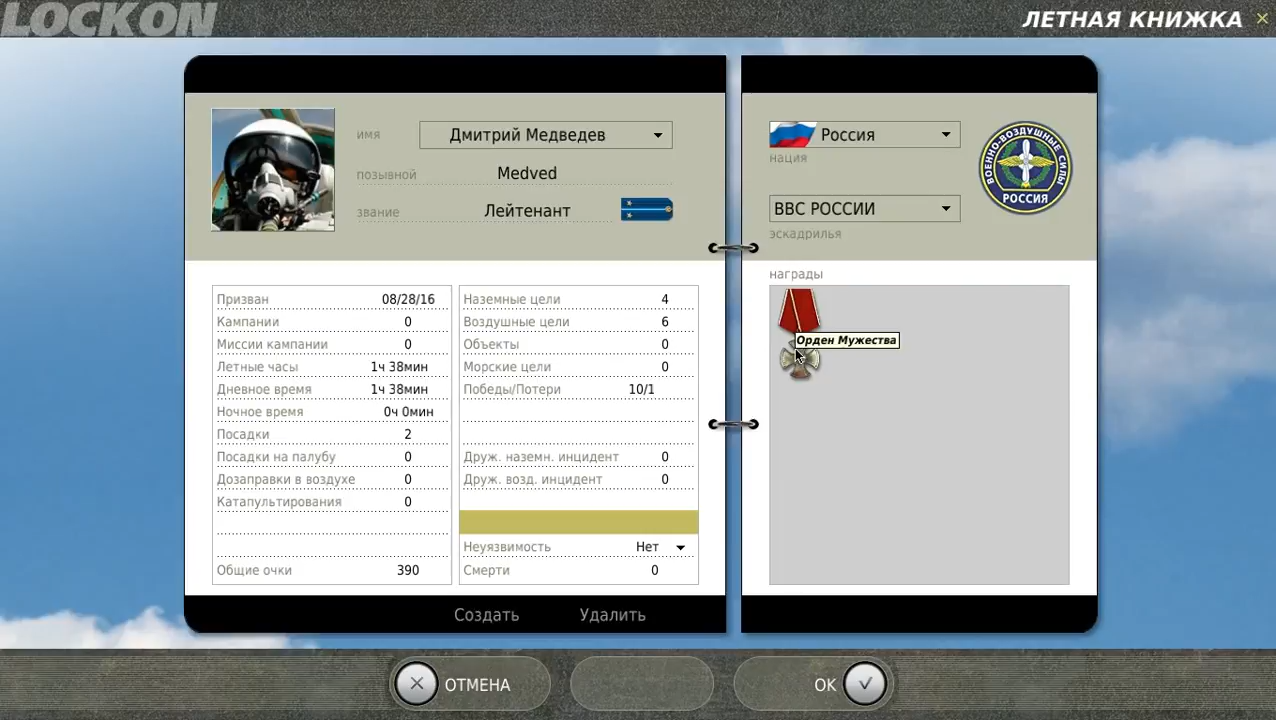 LOCKON
ЛЕТНАЯ КНИЖКА
имя Дмитрий Медведев
позывной Medved
звание Лейтенант
Россия
нация
ВВС РОССИИ
эскадрилья
ВОЕННО-ВОЗДУШНЫЕ СИЛЫ
РОССИЯ
Призван 08/28/16
Кампании 0
Миссии кампании 0
Летные часы 1ч 38мин
Дневное время 1ч 38мин
Ночное время 0ч 0мин
Посадки 2
Посадки на палубу 0
Дозаправки в воздухе 0
Катапультирования 0
Общие очки 390
Наземные цели 4
Воздушные цели 6
Объекты 0
Морские цели 0
Победы/Потери 10/1
Друж. наземн. инцидент 0
Друж. возд. инцидент 0
Неуязвимость Нет
Смерти 0
награды
Орден Мужества
Создать
Удалить
ОТМЕНА
OK